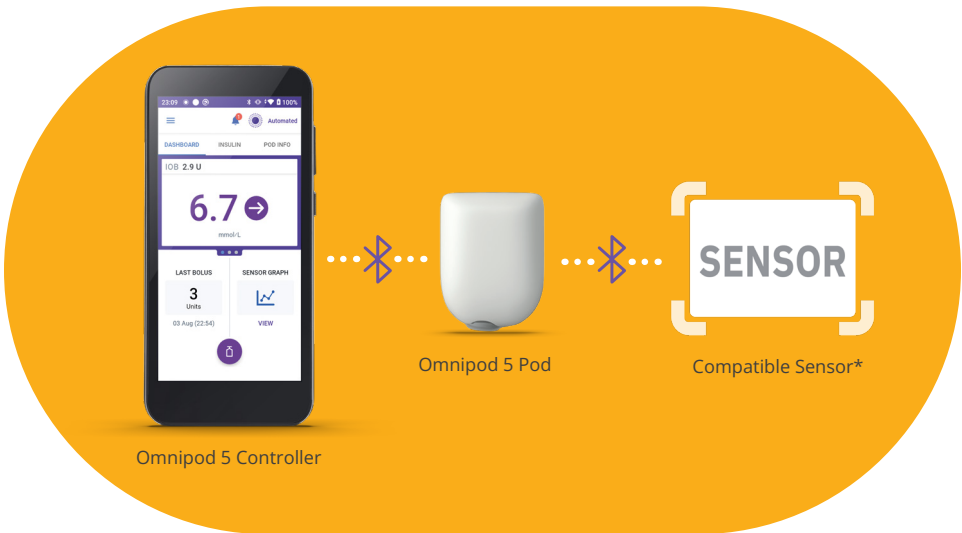 23:09 100%
1
Automated
DASHBOARD INSULIN POD INFO
IOB 2.9 U
6.7
mmol/L
LAST BOLUS SENSOR GRAPH
3
Units
03 Aug (22:54) VIEW
SENSOR
Omnipod 5 Pod
Compatible Sensor*
Omnipod 5 Controller